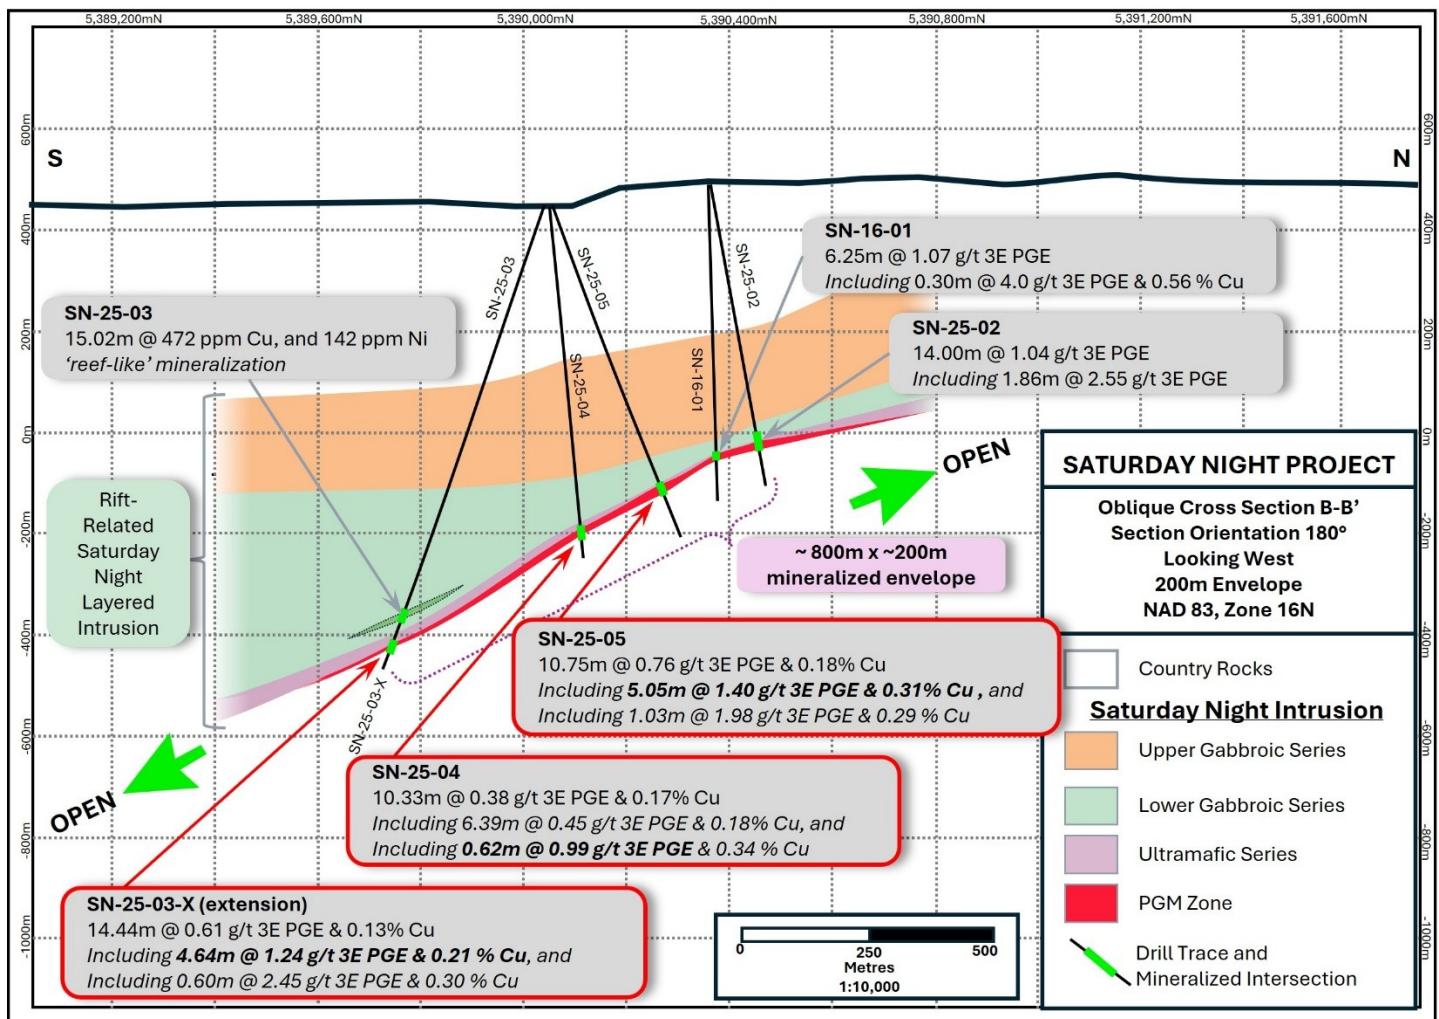 5,389,200mN
5,389,600mN
5,390,000mN
5,390,400mN
5,390,800mN
5,391,200mN
5,391,600mN
600m
400m
200m
0m
-200m
-400m
-600m
-800m
-1000m
600m
400m
200m
0m
-200m
-400m
-600m
-800m
-1000m
S
N
SN-16-01
6.25m @ 1.07 g/t 3E PGE
Including 0.30m @ 4.0 g/t 3E PGE & 0.56 % Cu
SN-25-03
SN-25-05
SN-25-02
SN-25-04
SN-16-01
SN-25-03-X
SN-25-03
15.02m @ 472 ppm Cu, and 142 ppm Ni
‘reef-like’ mineralization
SN-25-02
14.00m @ 1.04 g/t 3E PGE
Including 1.86m @ 2.55 g/t 3E PGE
OPEN
Rift-
Related
Saturday
Night
Layered
Intrusion
~ 800m x ~200m
mineralized envelope
SN-25-05
10.75m @ 0.76 g/t 3E PGE & 0.18% Cu
Including 5.05m @ 1.40 g/t 3E PGE & 0.31% Cu , and
Including 1.03m @ 1.98 g/t 3E PGE & 0.29 % Cu
OPEN
SN-25-04
10.33m @ 0.38 g/t 3E PGE & 0.17% Cu
Including 6.39m @ 0.45 g/t 3E PGE & 0.18% Cu, and
Including 0.62m @ 0.99 g/t 3E PGE & 0.34 % Cu
SN-25-03-X (extension)
14.44m @ 0.61 g/t 3E PGE & 0.13% Cu
Including 4.64m @ 1.24 g/t 3E PGE & 0.21 % Cu, and
Including 0.60m @ 2.45 g/t 3E PGE & 0.30 % Cu
0
250
500
Metres
1:10,000
SATURDAY NIGHT PROJECT
Oblique Cross Section B-B’
Section Orientation 180°
Looking West
200m Envelope
NAD 83, Zone 16N
Country Rocks
Saturday Night Intrusion
Upper Gabbroic Series
Lower Gabbroic Series
Ultramafic Series
PGM Zone
Drill Trace and
Mineralized Intersection